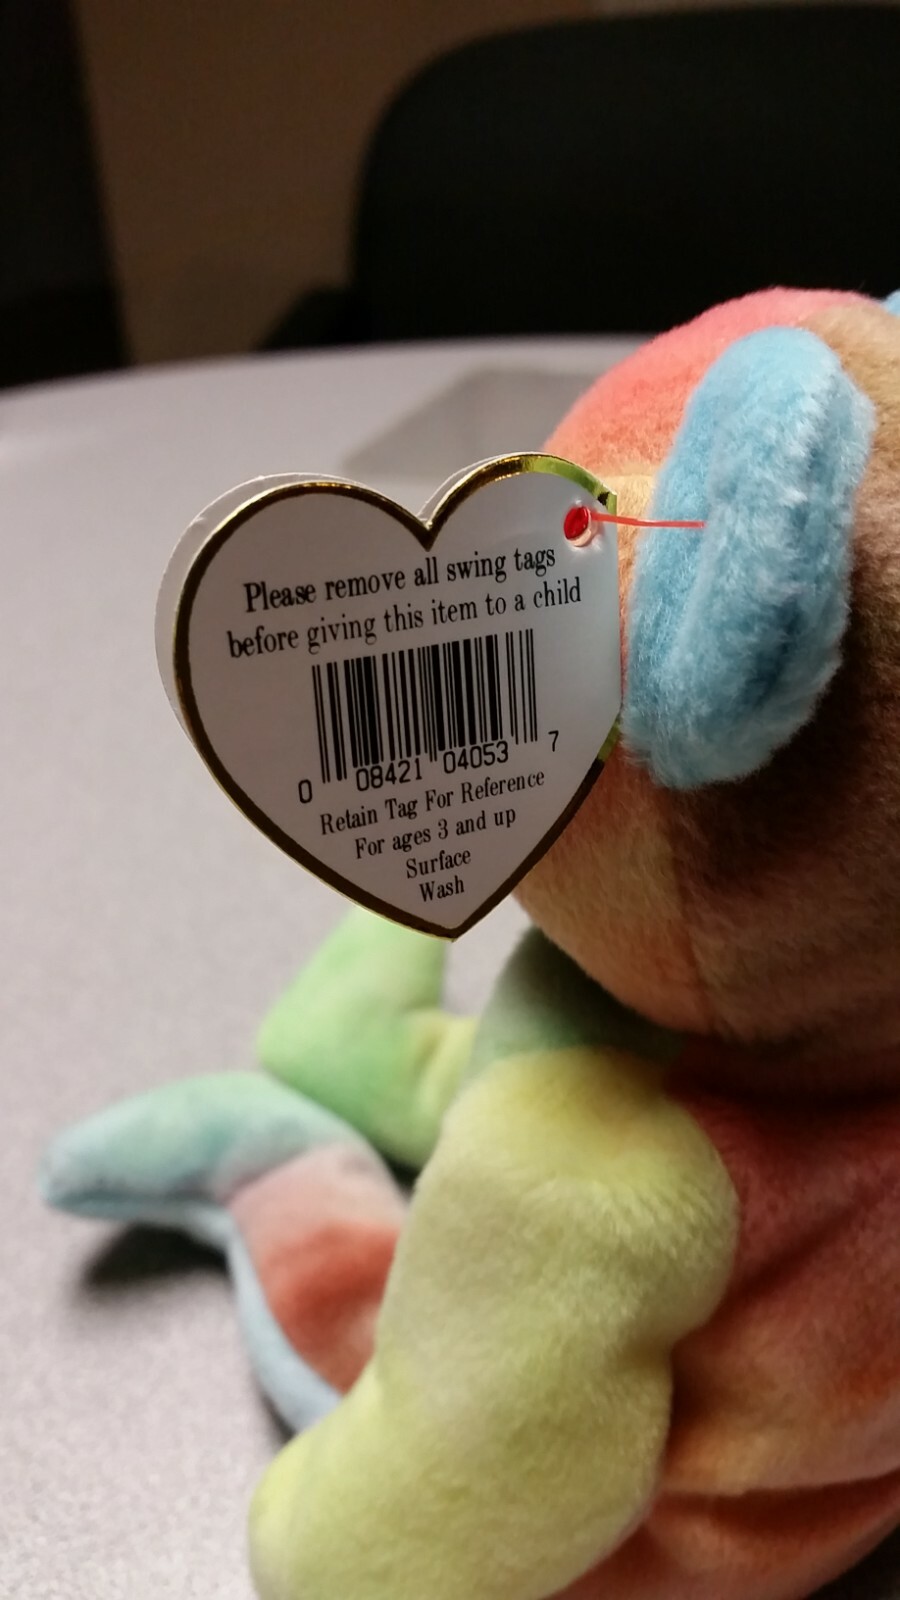 Please remove all swing tags
before giving this item to a child
0 08421 04053 7
Retain Tag For Reference
For ages 3 and up
Surface
Wash